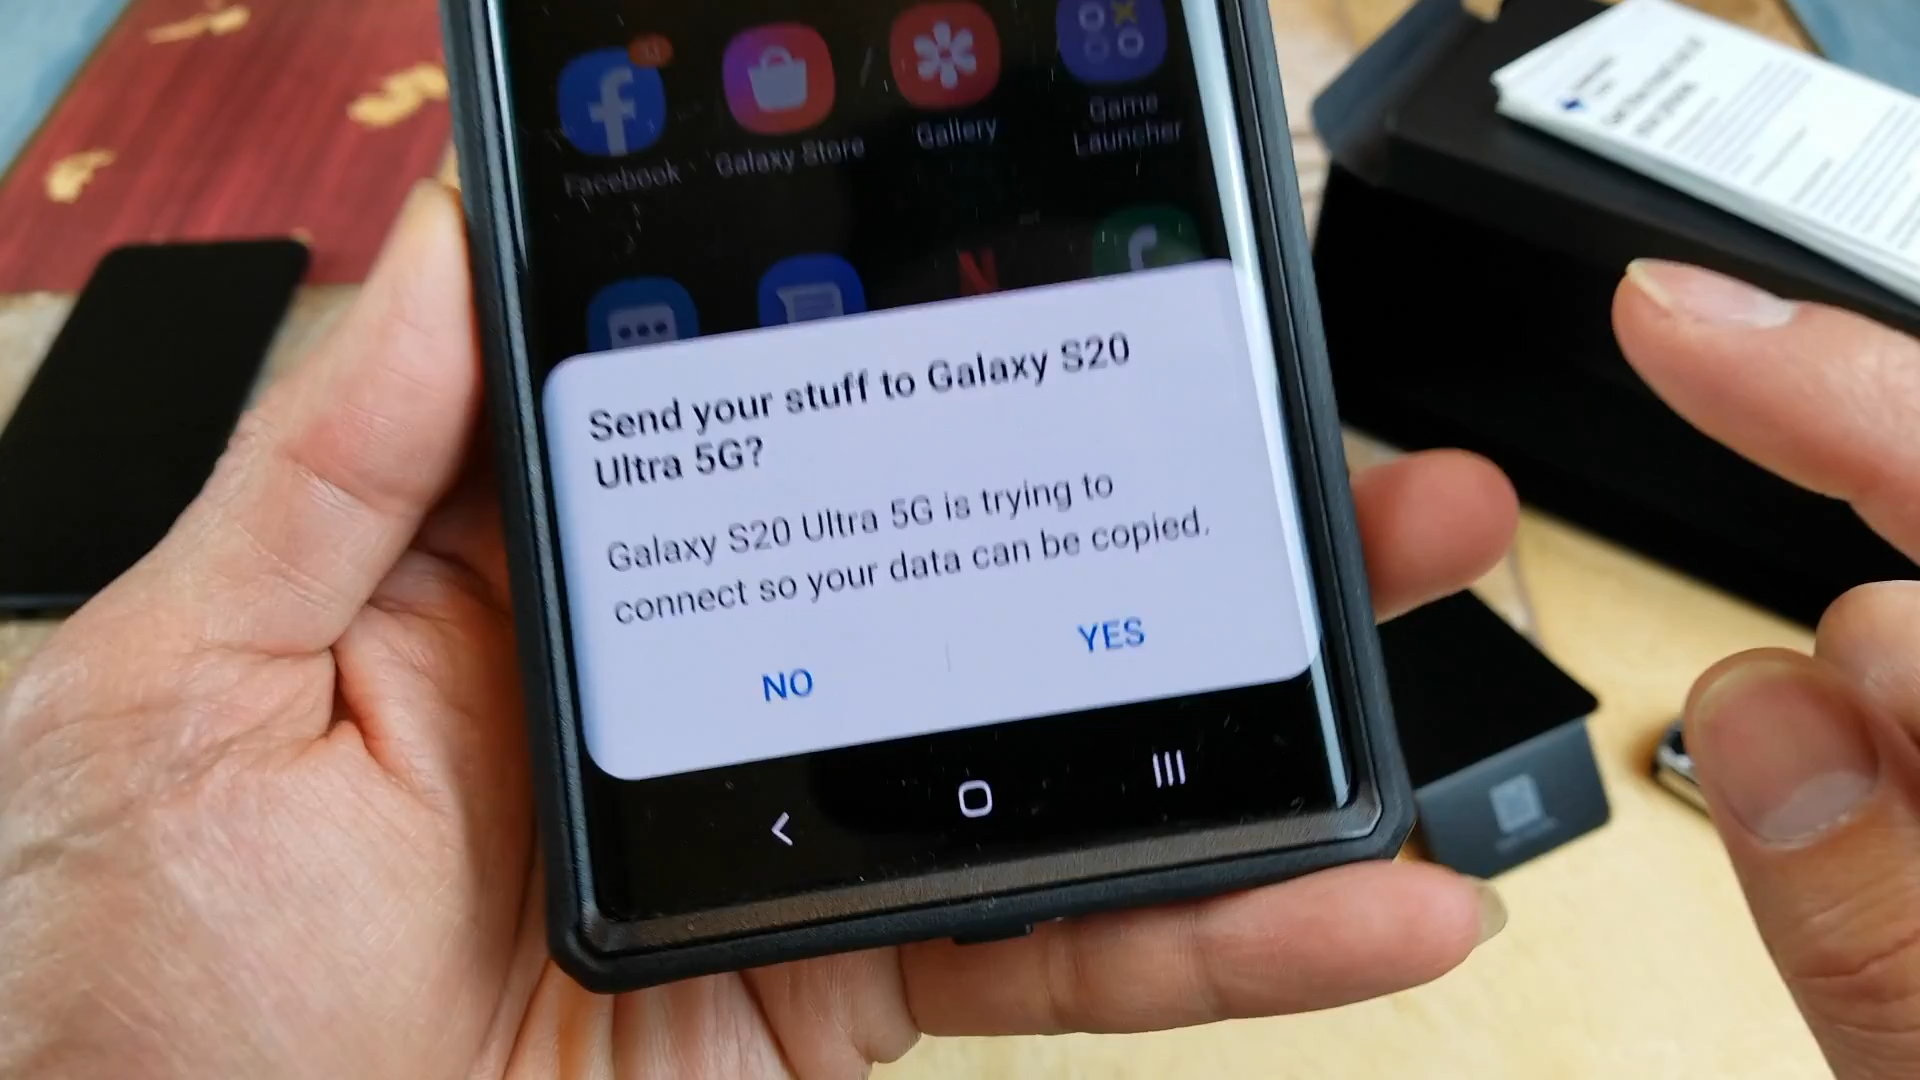 Facebook
Galaxy Store
Gallery
Game
Launcher
Send your stuff to Galaxy S20
Ultra 5G?
Galaxy S20 Ultra 5G is trying to
connect so your data can be copied.
NO
YES